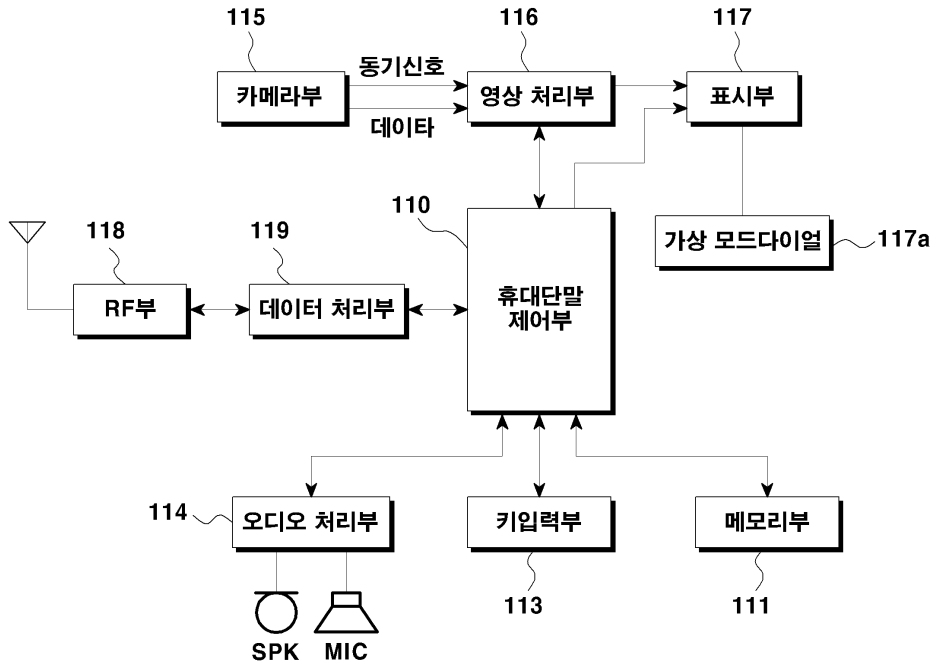 115
116
117
동기신호
카메라부
영상 처리부
표시부
데이타
110
118
119
가상 모드다이얼
117a
RF부
데이터 처리부
휴대단말
제어부
114
오디오 처리부
키입력부
메모리부
113
111
SPK
MIC